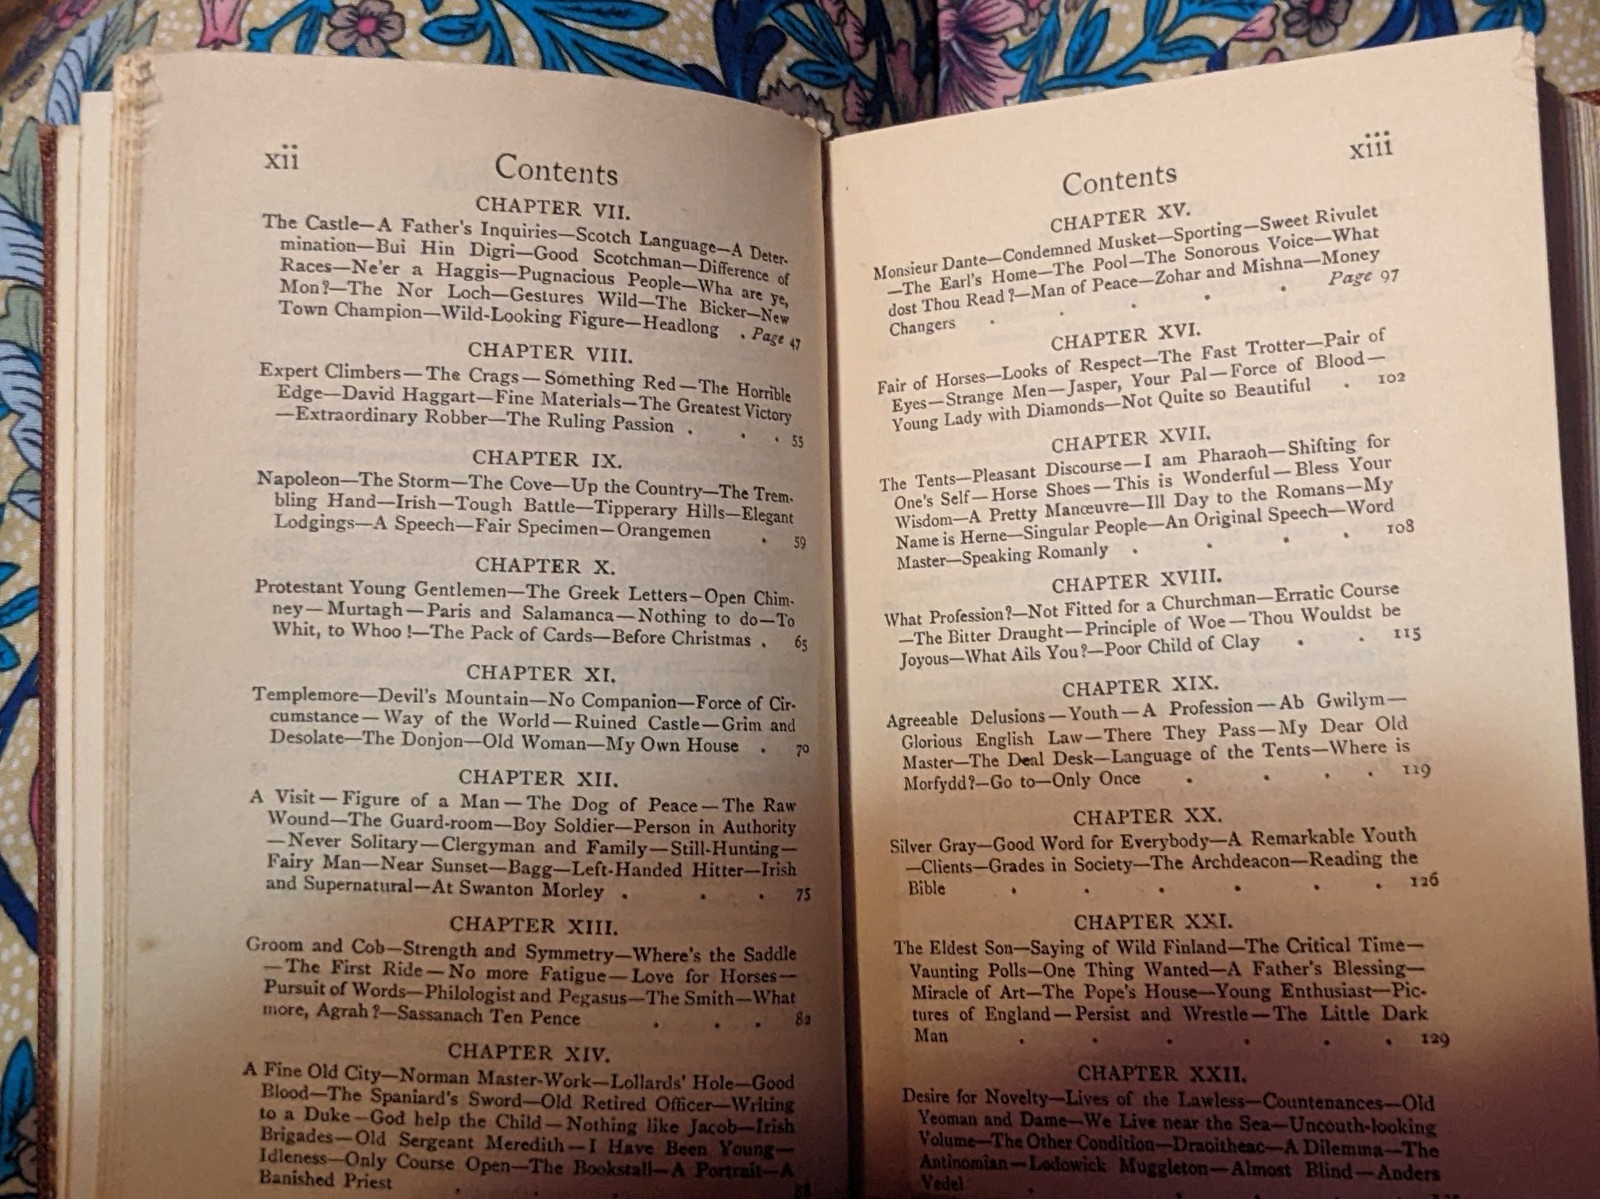 xii
Contents
CHAPTER VII.
The Castle—A Father's Inquiries—Scotch Language—A Deter-
mination—Bui Hin Digri—Good Scotchman—Difference of
Races—Ne'er a Haggis—Pugnacious People—Wha are ye,
Mon?—The Nor Loch—Gestures Wild—The Bicker—New
Town Champion—Wild-Looking Figure—Headlong . Page 47
CHAPTER VIII.
Expert Climbers—The Crags—Something Red—The Horrible
Edge—David Haggart—Fine Materials—The Greatest Victory
—Extraordinary Robber—The Ruling Passion . . . 55
CHAPTER IX.
Napoleon—The Storm—The Cove—Up the Country—The Trem-
bling Hand—Irish—Tough Battle—Tipperary Hills—Elegant
Lodgings—A Speech—Fair Specimen—Orangemen . 59
CHAPTER X.
Protestant Young Gentlemen—The Greek Letters—Open Chim-
ney—Murtagh—Paris and Salamanca—Nothing to do—To
Whit, to Whoo!—The Pack of Cards—Before Christmas . 65
CHAPTER XI.
Templemore—Devil's Mountain—No Companion—Force of Cir-
cumstance—Way of the World—Ruined Castle—Grim and
Desolate—The Donjon—Old Woman—My Own House . 70
CHAPTER XII.
A Visit—Figure of a Man—The Dog of Peace—The Raw
Wound—The Guard-room—Boy Soldier—Person in Authority
—Never Solitary—Clergyman and Family—Still-Hunting—
Fairy Man—Near Sunset—Bagg—Left-Handed Hitter—Irish
and Supernatural—At Swanton Morley . . . 75
CHAPTER XIII.
Groom and Cob—Strength and Symmetry—Where's the Saddle
—The First Ride—No more Fatigue—Love for Horses—
Pursuit of Words—Philologist and Pegasus—The Smith—What
more, Agrah?—Sassanach Ten Pence . . . 82
CHAPTER XIV.
A Fine Old City—Norman Master-Work—Lollards' Hole—Good
Blood—The Spaniard's Sword—Old Retired Officer—Writing
to a Duke—God help the Child—Nothing like Jacob—Irish
Brigades—Old Sergeant Meredith—I Have Been Young—
Idleness—Only Course Open—The Bookstall—A Portrait—A
Banished Priest . .
xiii
Contents
CHAPTER XV.
Monsieur Dante—Condemned Musket—Sporting—Sweet Rivulet
—The Earl's Home—The Pool—The Sonorous Voice—What
dost Thou Read?—Man of Peace—Zohar and Mishna—Money
Changers . . . . . Page 97
CHAPTER XVI.
Fair of Horses—Looks of Respect—The Fast Trotter—Pair of
Eyes—Strange Men—Jasper, Your Pal—Force of Blood—
Young Lady with Diamonds—Not Quite so Beautiful . 102
CHAPTER XVII.
The Tents—Pleasant Discourse—I am Pharaoh—Shifting for
One's Self—Horse Shoes—This is Wonderful—Bless Your
Wisdom—A Pretty Manœuvre—Ill Day to the Romans—My
Name is Herne—Singular People—An Original Speech—Word
Master—Speaking Romanly . . . . 108
CHAPTER XVIII.
What Profession?—Not Fitted for a Churchman—Erratic Course
—The Bitter Draught—Principle of Woe—Thou Wouldst be
Joyous—What Ails You?—Poor Child of Clay . . 115
CHAPTER XIX.
Agreeable Delusions—Youth—A Profession—Ab Gwilym—
Glorious English Law—There They Pass—My Dear Old
Master—The Deal Desk—Language of the Tents—Where is
Morfydd?—Go to—Only Once . . . . 119
CHAPTER XX.
Silver Gray—Good Word for Everybody—A Remarkable Youth
—Clients—Grades in Society—The Archdeacon—Reading the
Bible . . . . . . 126
CHAPTER XXI.
The Eldest Son—Saying of Wild Finland—The Critical Time—
Vaunting Polls—One Thing Wanted—A Father's Blessing—
Miracle of Art—The Pope's House—Young Enthusiast—Pic-
tures of England—Persist and Wrestle—The Little Dark
Man . . . . . . 129
CHAPTER XXII.
Desire for Novelty—Lives of the Lawless—Countenances—Old
Yeoman and Dame—We Live near the Sea—Uncouth-looking
Volume—The Other Condition—Draoitheac—A Dilemma—The
Antinomian—Lodowick Muggleton—Almost Blind—Anders
Vedel